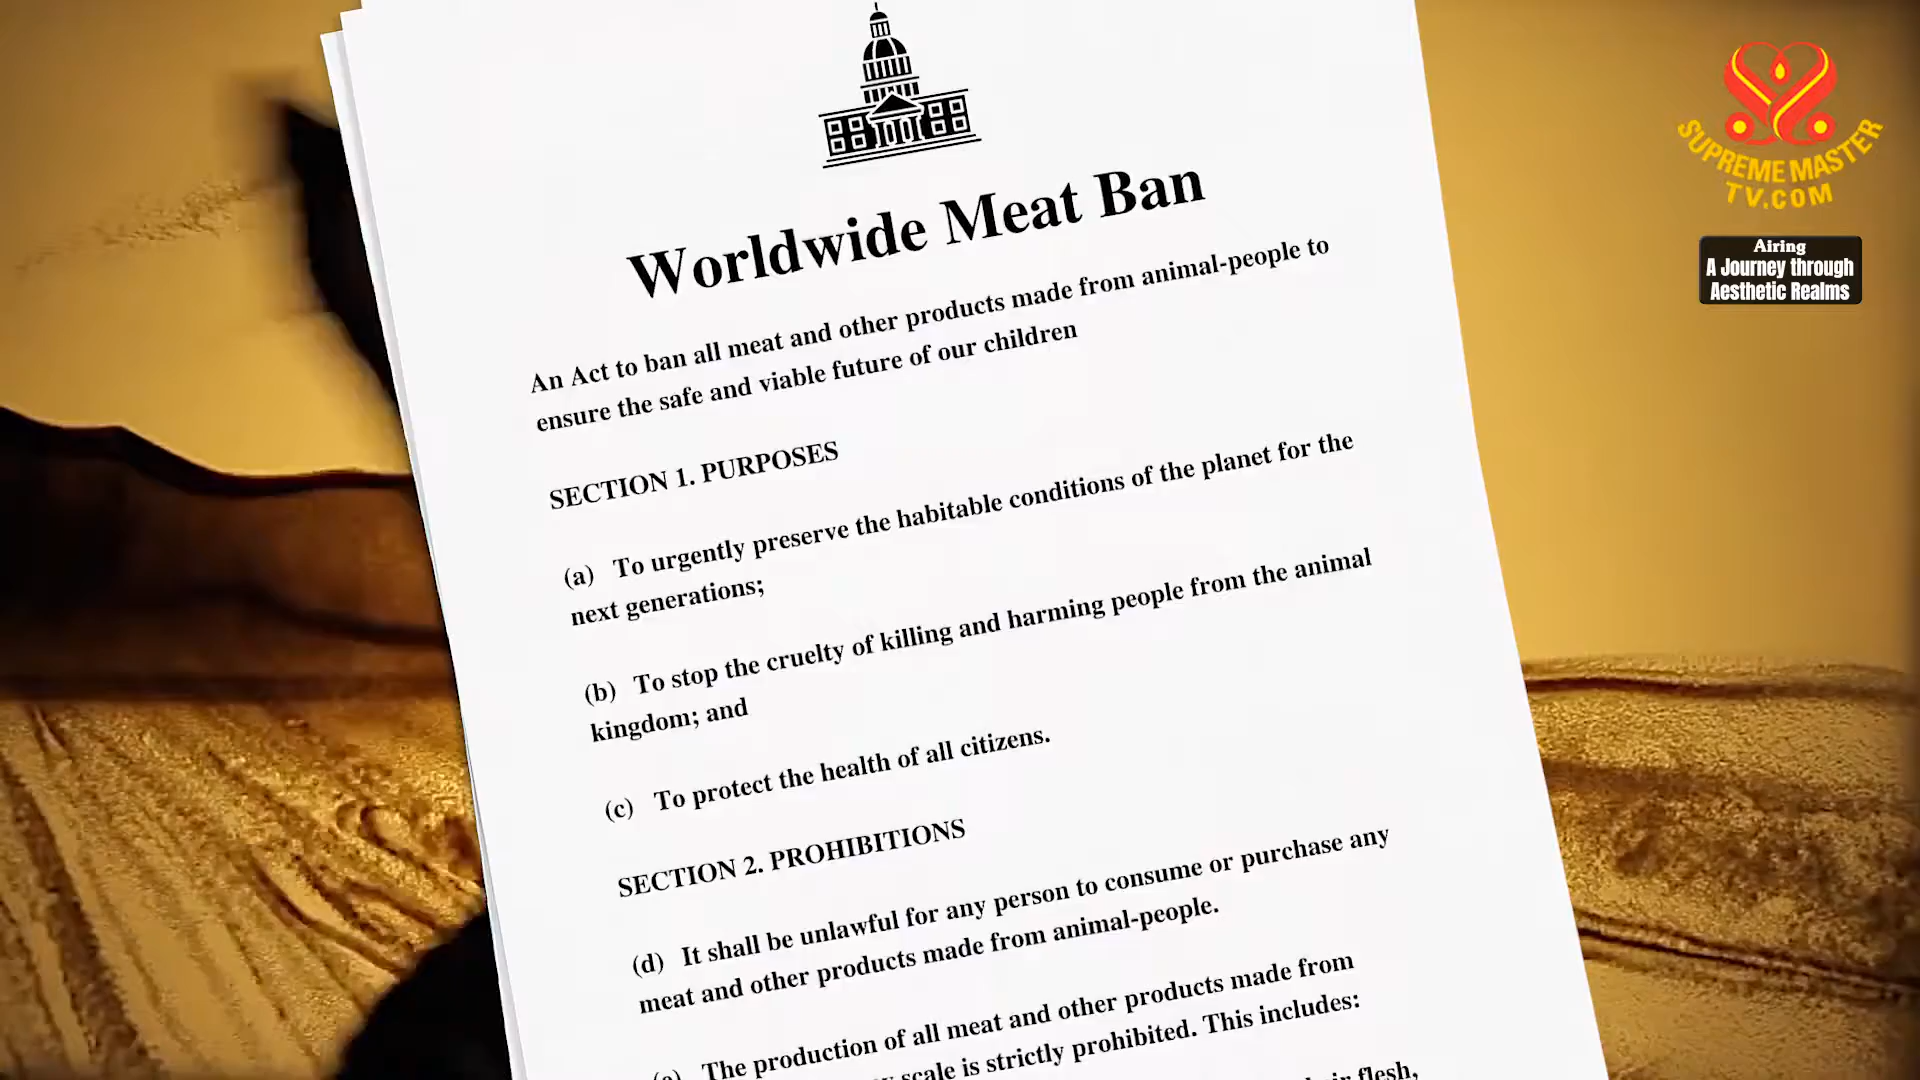 Worldwide Meat Ban
An Act to ban all meat and other products made from animal-people to
ensure the safe and viable future of our children
SECTION 1. PURPOSES
(a) To urgently preserve the habitable conditions of the planet for the
next generations;
(b) To stop the cruelty of killing and harming people from the animal
kingdom; and
(c) To protect the health of all citizens.
SECTION 2. PROHIBITIONS
(d) It shall be unlawful for any person to consume or purchase any
meat and other products made from animal-people.
The production of all meat and other products made from
scale is strictly prohibited. This includes:
flesh,
SUPREME MASTER
TV.COM
Airing
A Journey through
Aesthetic Realms